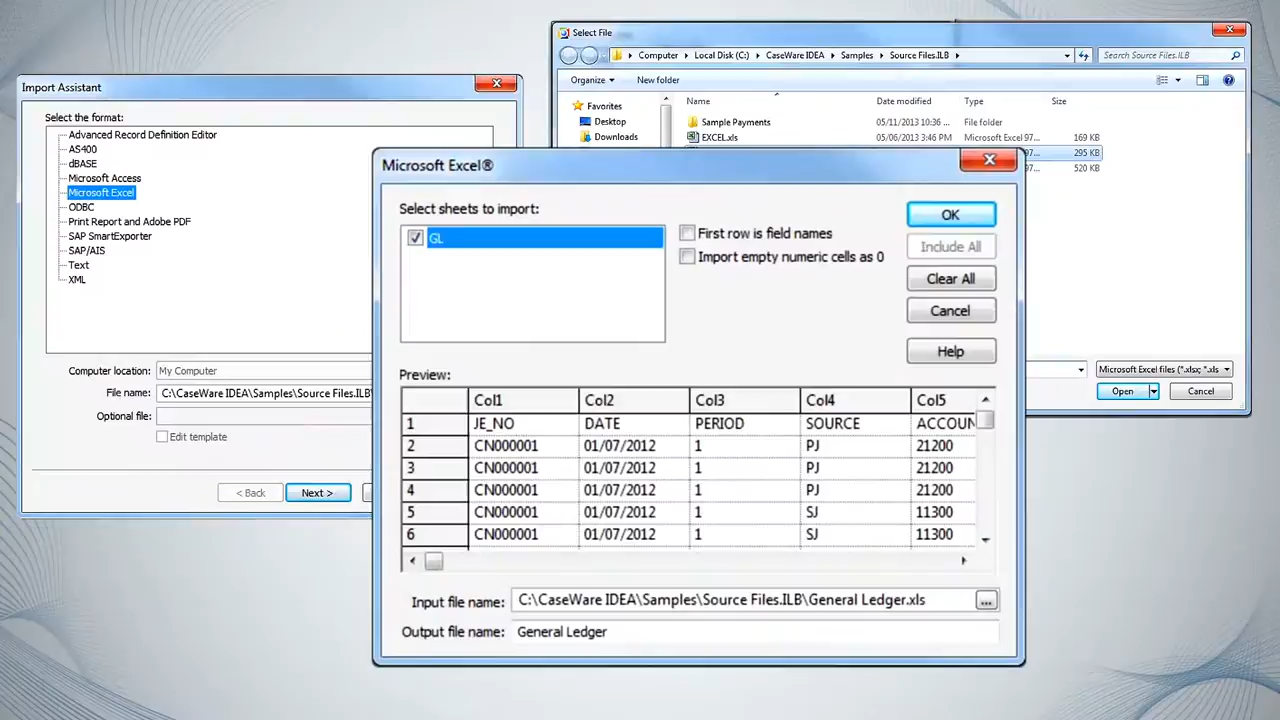 Import Assistant
Select the format:
Advanced Record Definition Editor
AS400
dBASE
Microsoft Access
Microsoft Excel
ODBC
Print Report and Adobe PDF
SAP SmartExporter
SAP/AIS
Text
XML
Computer location: My Computer
File name: C:\CaseWare IDEA\Samples\Source Files.ILB\
Optional file:
Edit template
< Back Next >
Select File
Computer Local Disk (C:) CaseWare IDEA Samples Source Files.ILB Search Source Files.ILB
Organize New folder
Favorites
Desktop
Downloads
Name Date modified Type Size
Sample Payments 05/11/2013 10:36 ... File folder
EXCEL.xls 05/06/2013 3:46 PM Microsoft Excel 97... 169 KB
97... 295 KB
97... 520 KB
Microsoft Excel files (*.xlsx; *.xls
Open Cancel
Microsoft Excel®
Select sheets to import:
GL
First row is field names
Import empty numeric cells as 0
OK
Include All
Clear All
Cancel
Help
Preview:
Col1 Col2 Col3 Col4 Col5
1 JE_NO DATE PERIOD SOURCE ACCOUN
2 CN000001 01/07/2012 1 PJ 21200
3 CN000001 01/07/2012 1 PJ 21200
4 CN000001 01/07/2012 1 PJ 21200
5 CN000001 01/07/2012 1 SJ 11300
6 CN000001 01/07/2012 1 SJ 11300
Input file name: C:\CaseWare IDEA\Samples\Source Files.ILB\General Ledger.xls ...
Output file name: General Ledger